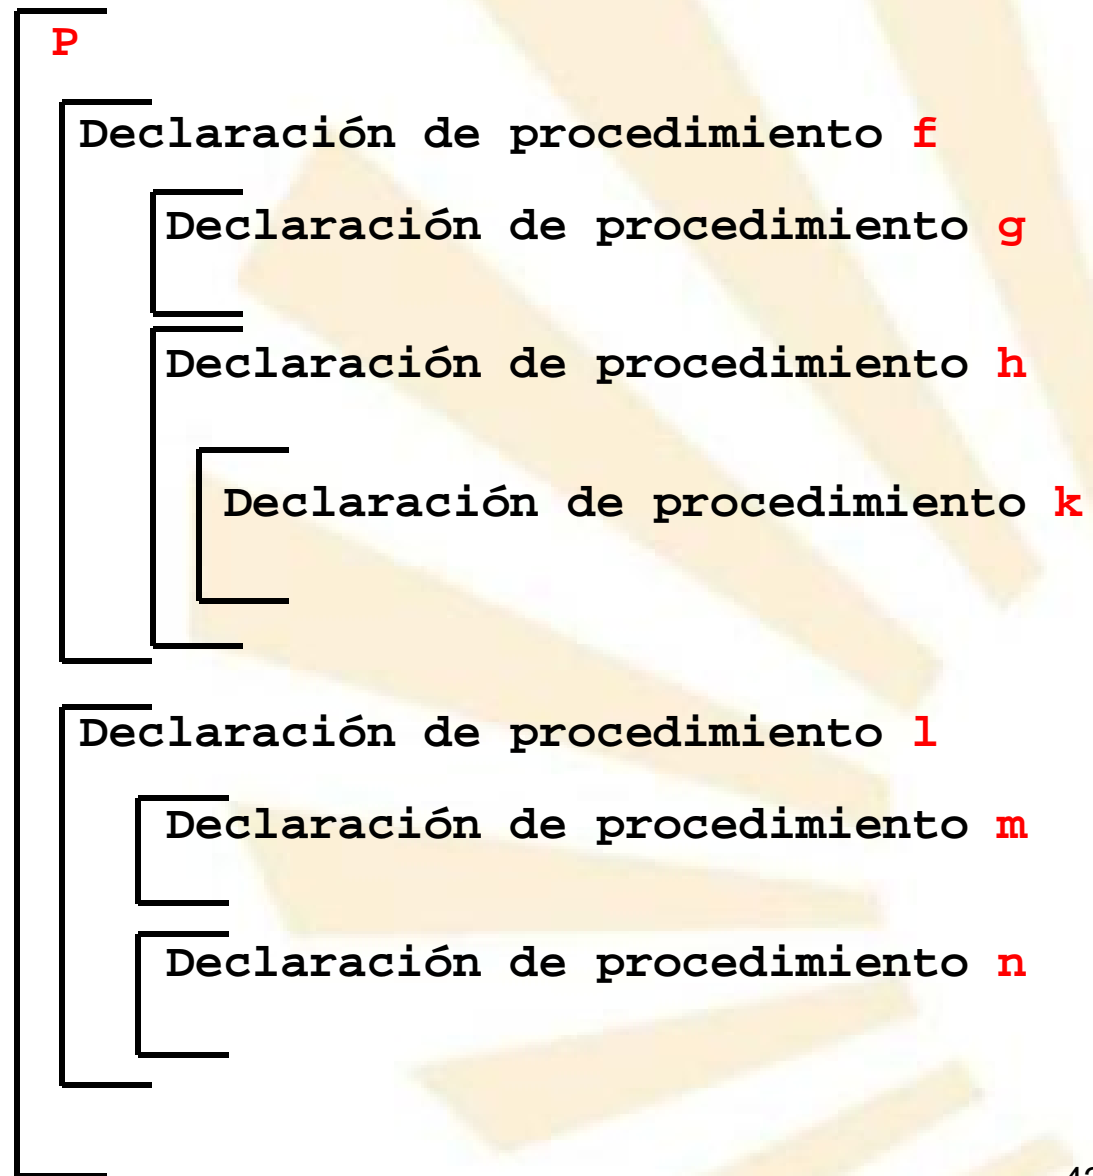 P
Declaración de procedimiento f
Declaración de procedimiento g
Declaración de procedimiento h
Declaración de procedimiento k
Declaración de procedimiento l
Declaración de procedimiento m
Declaración de procedimiento n